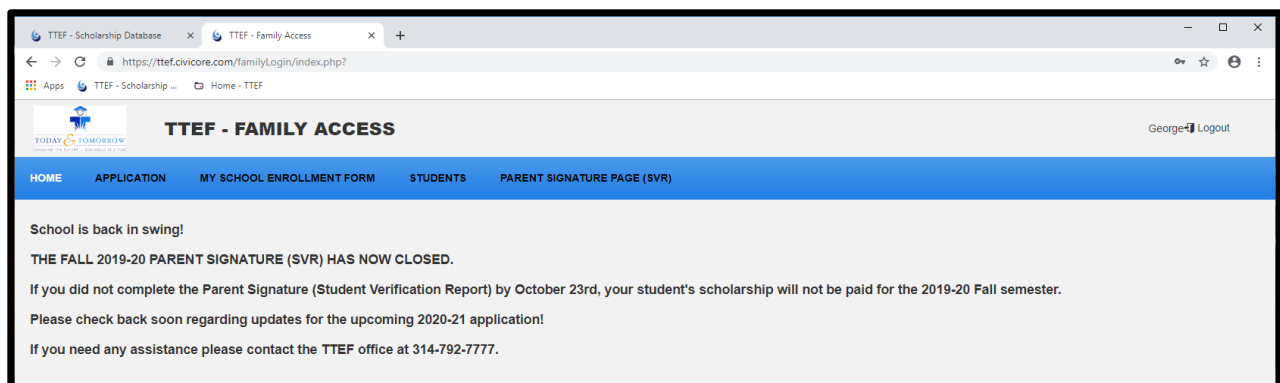 TTEF - Scholarship Database
TTEF - Family Access
https://ttef.civicore.com/familyLogin/index.php?
Apps
TTEF - Scholarship ...
Home - TTEF
TODAY & TOMORROW
TTEF - FAMILY ACCESS
George Logout
HOME APPLICATION MY SCHOOL ENROLLMENT FORM STUDENTS PARENT SIGNATURE PAGE (SVR)
School is back in swing!
THE FALL 2019-20 PARENT SIGNATURE (SVR) HAS NOW CLOSED.
If you did not complete the Parent Signature (Student Verification Report) by October 23rd, your student's scholarship will not be paid for the 2019-20 Fall semester.
Please check back soon regarding updates for the upcoming 2020-21 application!
If you need any assistance please contact the TTEF office at 314-792-7777.